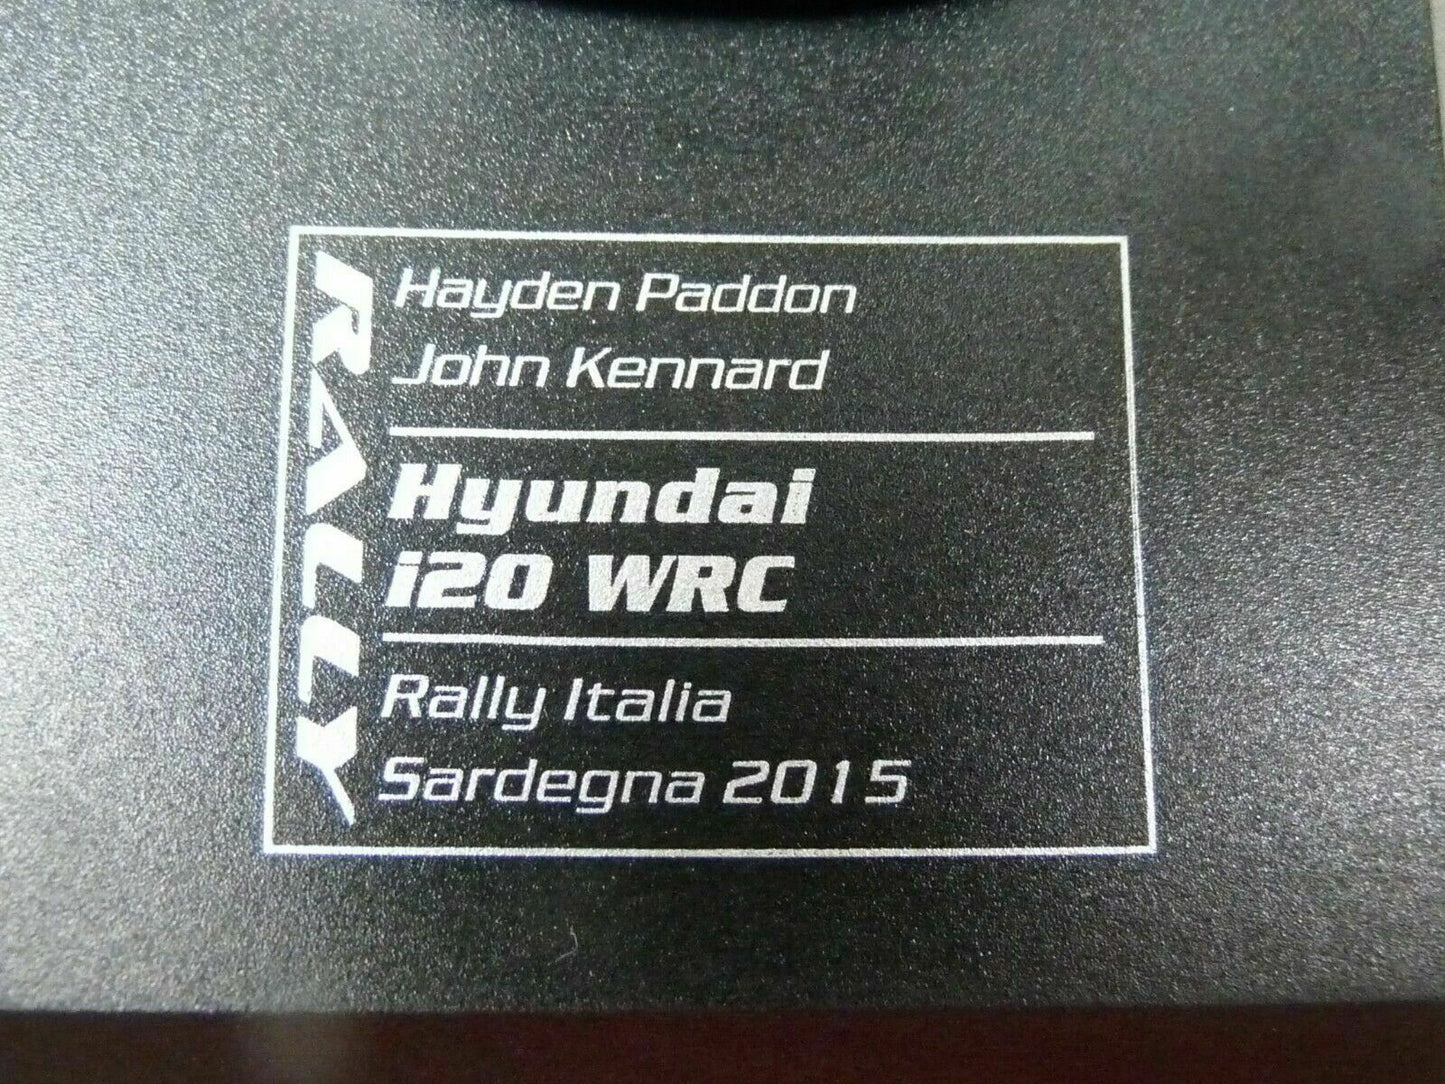 RALLY
Hayden Paddon
John Kennard
Hyundai
i20 WRC
Rally Italia
Sardegna 2015